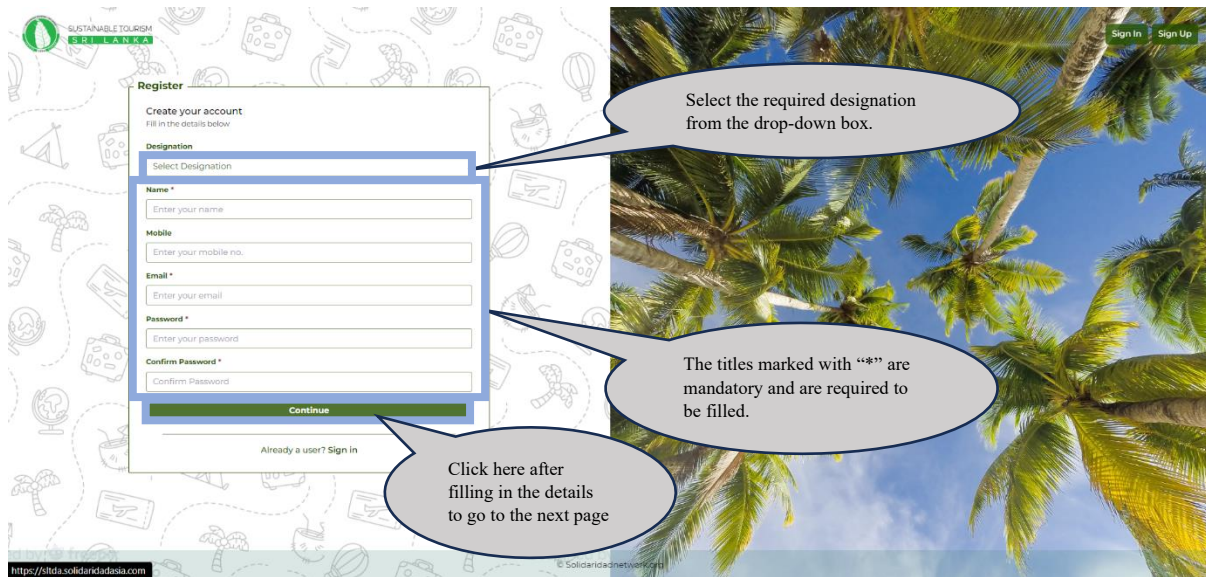 SUSTAINABLE TOURISM
SRI LANKA
Sign In Sign Up
Register
Create your account
Fill in the details below
Designation
Select Designation
Select the required designation
from the drop-down box.
Name *
Enter your name
Mobile
Enter your mobile no.
Email *
Enter your email
Password *
Enter your password
Confirm Password *
Confirm Password
The titles marked with “*” are
mandatory and are required to
be filled.
Continue
Already a user? Sign in
Click here after
filling in the details
to go to the next page
© Solidaridadnetwork.org
https://sltda.solidaridadasia.com